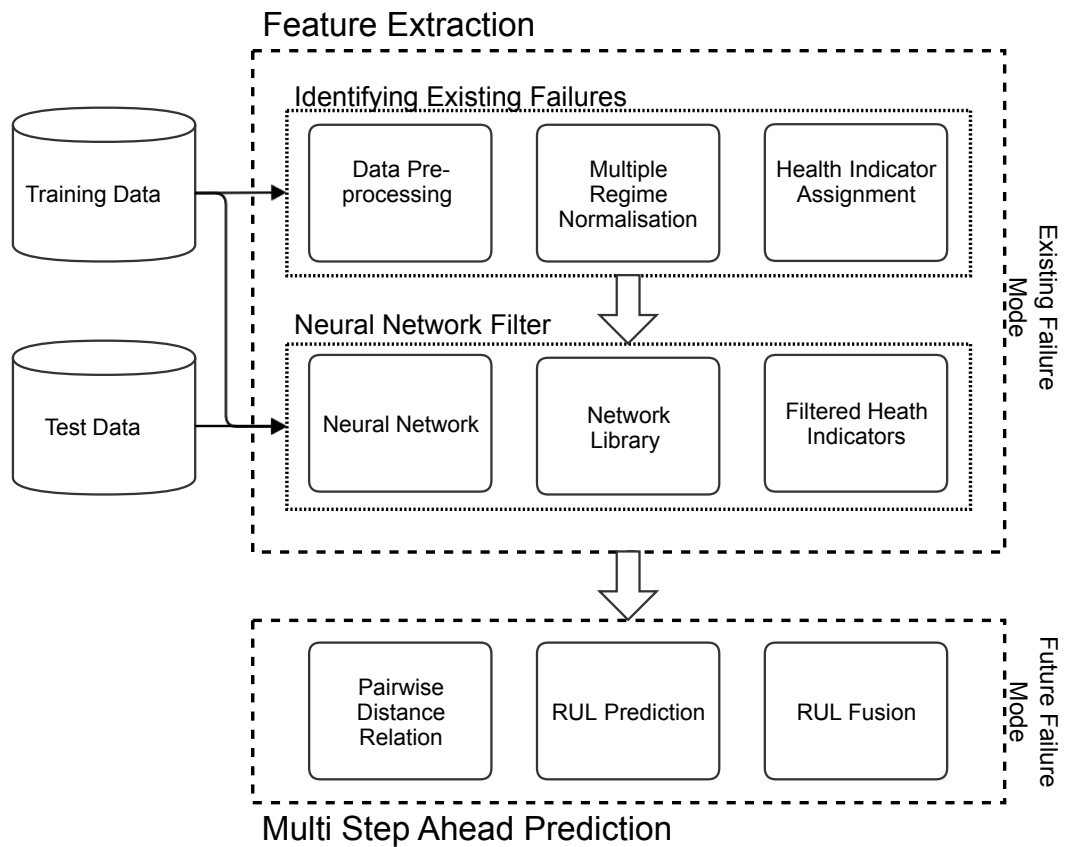 Feature Extraction
Identifying Existing Failures
Training Data
Data Pre-
processing
Multiple
Regime
Normalisation
Health Indicator
Assignment
Existing Failure
Mode
Neural Network Filter
Test Data
Neural Network
Network
Library
Filtered Heath
Indicators
Pairwise
Distance
Relation
RUL Prediction
RUL Fusion
Future Failure
Mode
Multi Step Ahead Prediction